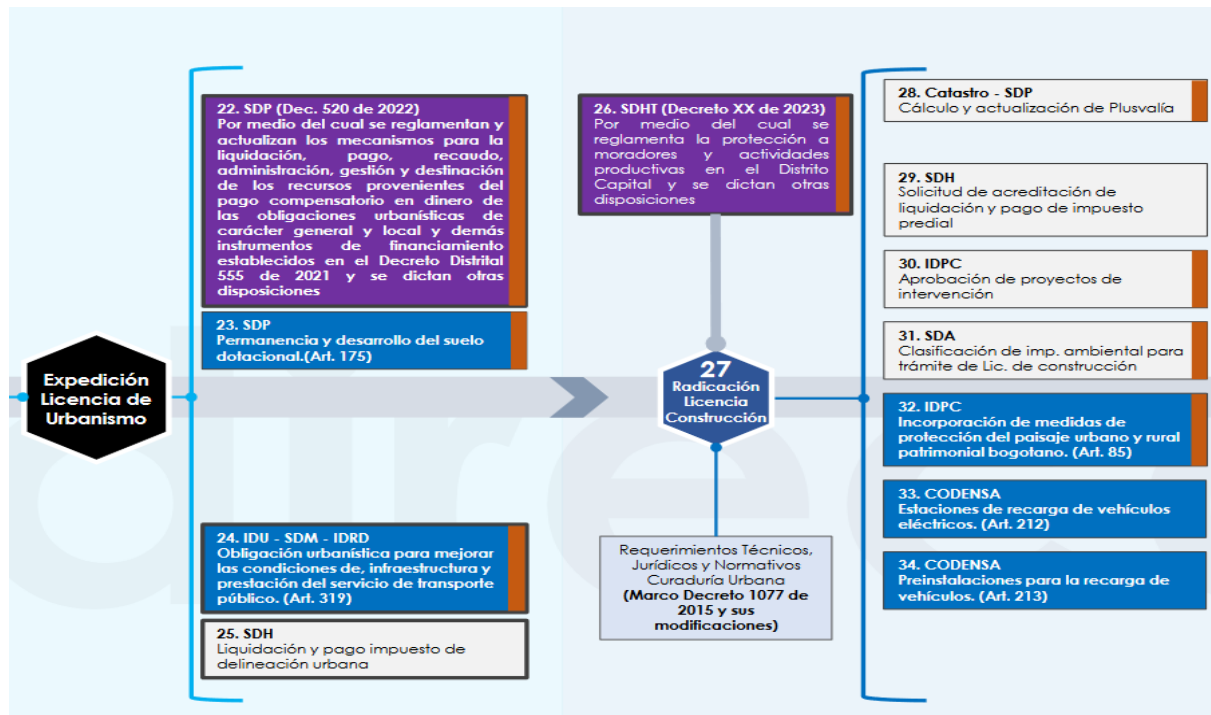 Expedición
Licencia de
Urbanismo
22. SDP (Dec. 520 de 2022)
Por medio del cual se reglamentan y
actualizan los mecanismos para la
liquidación, pago, recaudo,
administración, gestión y destinación
de los recursos provenientes del
pago compensatorio en dinero de
las obligaciones urbanísticas de
carácter general y local y demás
instrumentos de financiamiento
establecidos en el Decreto Distrital
555 de 2021 y se dictan otras
disposiciones
23. SDP
Permanencia y desarrollo del suelo
dotacional.(Art. 175)
24. IDU - SDM - IDRD
Obligación urbanística para mejorar
las condiciones de, infraestructura y
prestación del servicio de transporte
público. (Art. 319)
25. SDH
Liquidación y pago impuesto de
delineación urbana
26. SDHT (Decreto XX de 2023)
Por medio del cual se
reglamenta la protección a
moradores y actividades
productivas en el Distrito
Capital y se dictan otras
disposiciones
27
Radicación
Licencia
Construcción
Requerimientos Técnicos,
Jurídicos y Normativos
Curaduría Urbana
(Marco Decreto 1077 de
2015 y sus
modificaciones)
28. Catastro - SDP
Cálculo y actualización de Plusvalía
29. SDH
Solicitud de acreditación de
liquidación y pago de impuesto
predial
30. IDPC
Aprobación de proyectos de
intervención
31. SDA
Clasificación de imp. ambiental para
trámite de Lic. de construcción
32. IDPC
Incorporación de medidas de
protección del paisaje urbano y rural
patrimonial bogotano. (Art. 85)
33. CODENSA
Estaciones de recarga de vehículos
eléctricos. (Art. 212)
34. CODENSA
Preinstalaciones para la recarga de
vehículos. (Art. 213)